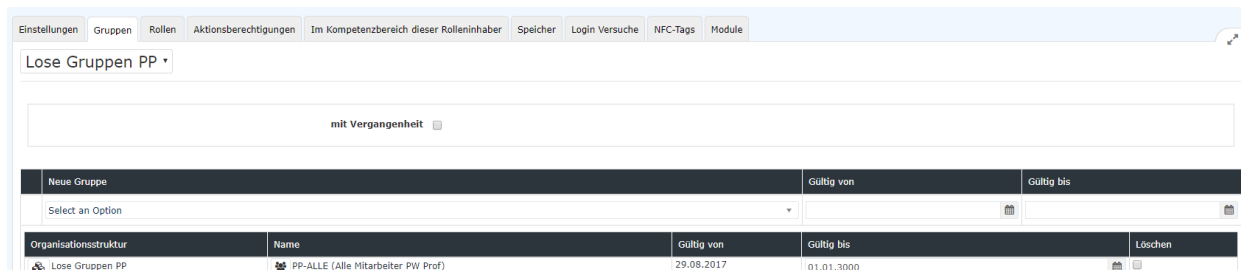 Einstellungen Gruppen Rollen Aktionsberechtigungen Im Kompetenzbereich dieser Rolleninhaber Speicher Login Versuche NFC-Tags Module
Lose Gruppen PP
mit Vergangenheit
Neue Gruppe Gültig von Gültig bis
Select an Option
Organisationsstruktur Name Gültig von Gültig bis Löschen
Lose Gruppen PP PP-ALLE (Alle Mitarbeiter PW Prof) 29.08.2017 01.01.3000